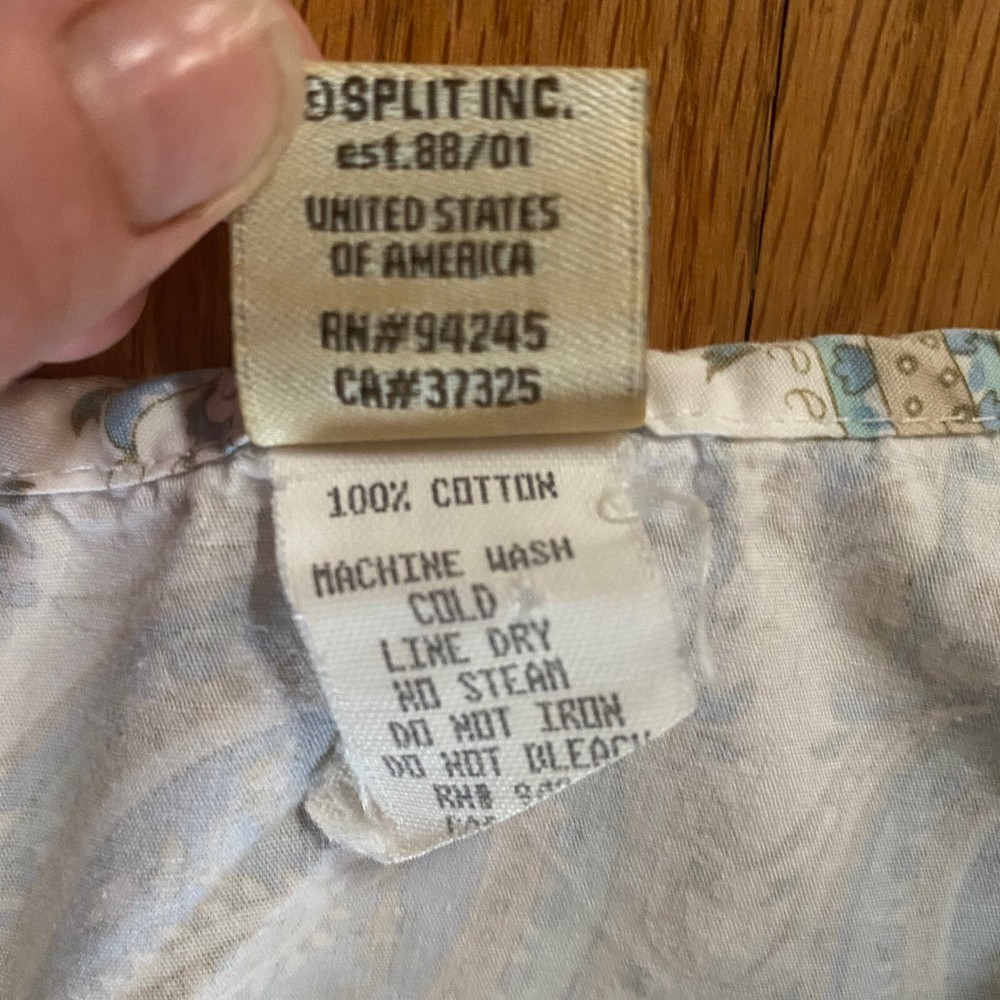 ©SPLIT INC.
est.88/01
UNITED STATES
OF AMERICA
RN#94245
CA#37325
100% COTTON
MACHINE WASH
COLD
LINE DRY
NO STEAM
DO NOT IRON
DO NOT BLEACH
RN#